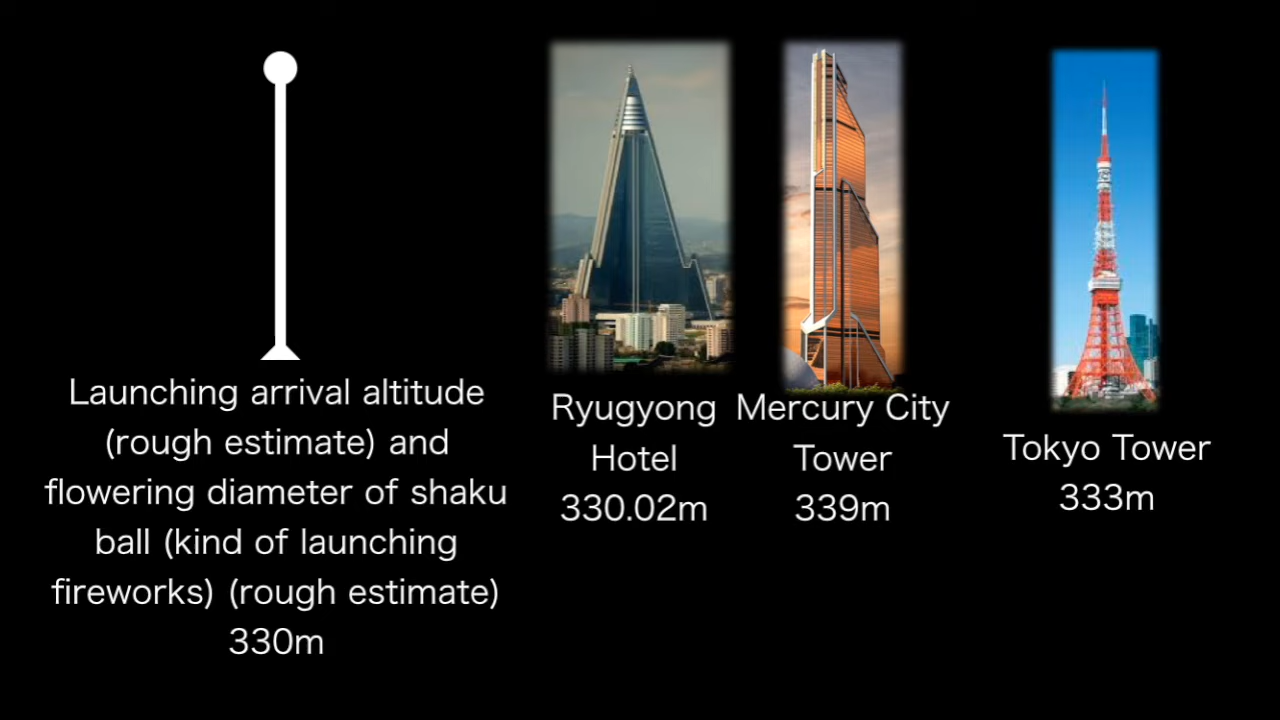 Launching arrival altitude
(rough estimate) and
flowering diameter of shaku
ball (kind of launching
fireworks) (rough estimate)
330m
Ryugyong
Hotel
330.02m
Mercury City
Tower
339m
Tokyo Tower
333m